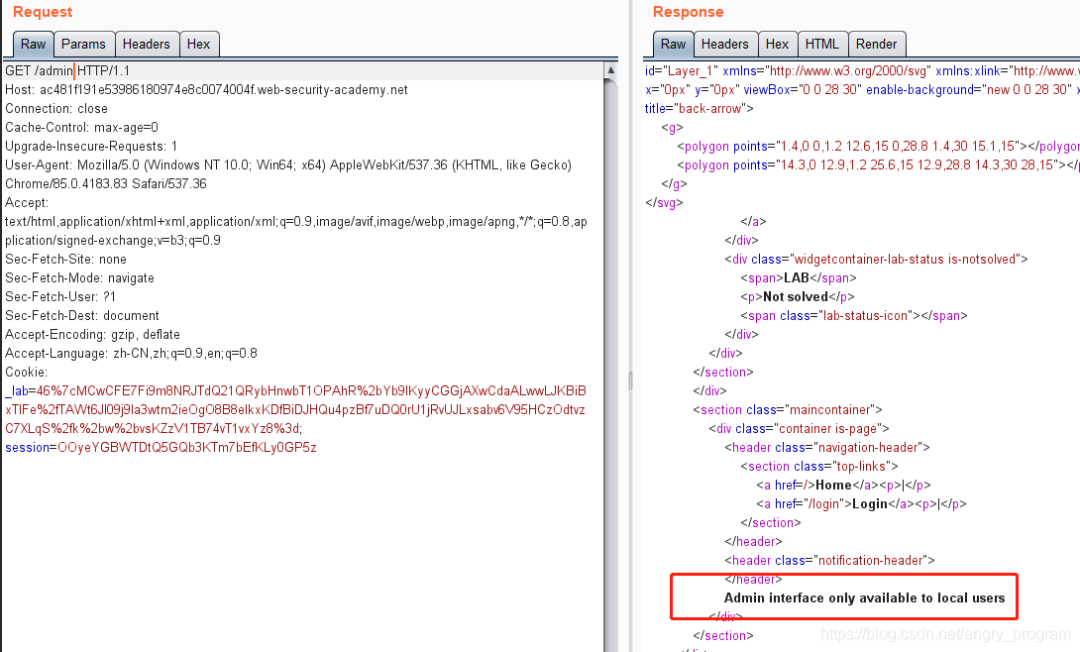 Request
Raw Params Headers Hex
GET /admin HTTP/1.1
Host: ac481f191e53986180974e8c0074004f.web-security-academy.net
Connection: close
Cache-Control: max-age=0
Upgrade-Insecure-Requests: 1
User-Agent: Mozilla/5.0 (Windows NT 10.0; Win64; x64) AppleWebKit/537.36 (KHTML, like Gecko)
Chrome/85.0.4183.83 Safari/537.36
Accept:
text/html,application/xhtml+xml,application/xml;q=0.9,image/avif,image/webp,image/apng,*/*;q=0.8,ap
plication/signed-exchange;v=b3;q=0.9
Sec-Fetch-Site: none
Sec-Fetch-Mode: navigate
Sec-Fetch-User: ?1
Sec-Fetch-Dest: document
Accept-Encoding: gzip, deflate
Accept-Language: zh-CN,zh;q=0.9,en;q=0.8
Cookie:
_lab=46%7cMCwCFE7Fi9m8NRJTdQ21QRybHnwbT1OPAhR%2bYb9IKyyCGGjAXwCdaALwwLJKBiB
xTlFe%2fTAWt6Jl09j9la3wtm2ieOgO8B8elkxKDfBiDJHQu4pzBf7uDQ0rU1jRvUJLxsabv6V95HCzOdtvz
C7XLqS%2fk%2bw%2bvsKZzV1TB74vT1vxYz8%3d;
session=OOyeYGBWTDtQ5GQb3KTm7bEfKLy0GP5z
Response
Raw Headers Hex HTML Render
id="Layer_1" xmlns="http://www.w3.org/2000/svg" xmlns:xlink="http://www.w
x="0px" y="0px" viewBox="0 0 28 30" enable-background="new 0 0 28 30" x
title="back-arrow">
<g>
<polygon points="1.4,0 0,1.2 12.6,15 0,28.8 1.4,30 15.1,15"></polygon
<polygon points="14.3,0 12.9,1.2 25.6,15 12.9,28.8 14.3,30 28,15"></p
</g>
</svg>
</a>
</div>
<div class="widgetcontainer-lab-status is-notsolved">
<span>LAB</span>
<p>Not solved</p>
<span class="lab-status-icon"></span>
</div>
</div>
</section>
</div>
<section class="maincontainer">
<div class="container is-page">
<header class="navigation-header">
<section class="top-links">
<a href=/>Home</a><p>|</p>
<a href="/login">Login</a><p>|</p>
</section>
</header>
<header class="notification-header">
</header>
Admin interface only available to local users
</div>
</section>
https://blog.csdn.net/angry_program